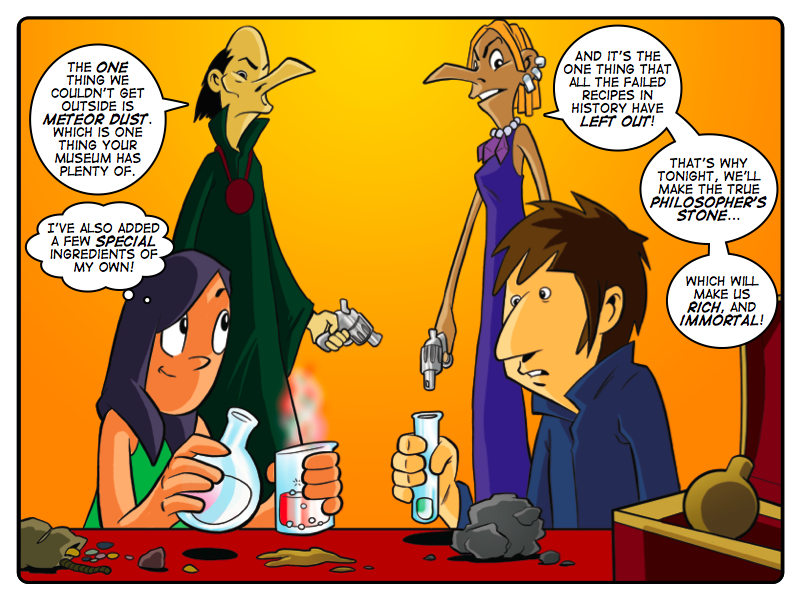 THE ONE
THING WE
COULDN'T GET
OUTSIDE IS
METEOR DUST.
WHICH IS ONE
THING YOUR
MUSEUM HAS
PLENTY OF.
AND IT'S THE
ONE THING THAT
ALL THE FAILED
RECIPES IN
HISTORY HAVE
LEFT OUT!
THAT'S WHY
TONIGHT, WE'LL
MAKE THE TRUE
PHILOSOPHER'S
STONE...
WHICH WILL
MAKE US
RICH, AND
IMMORTAL!
I'VE ALSO ADDED
A FEW SPECIAL
INGREDIENTS OF
MY OWN!